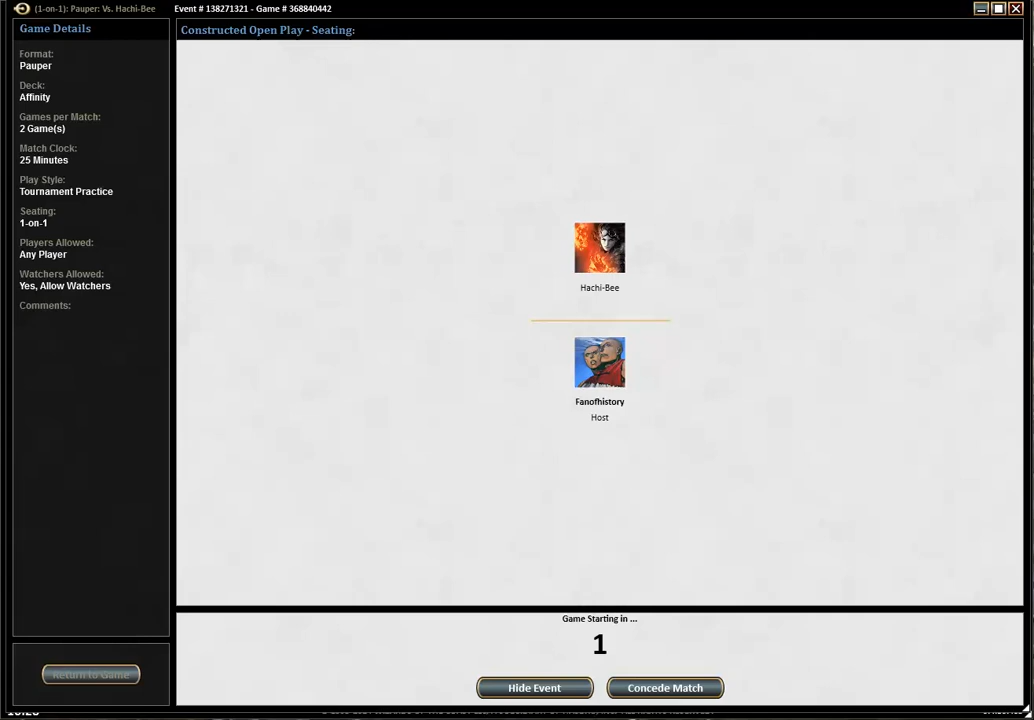 (1-on-1): Pauper: Vs. Hachi-Bee
Event # 138271321 - Game # 368840442
Game Details
Constructed Open Play - Seating:
Format:
Pauper
Deck:
Affinity
Games per Match:
2 Game(s)
Match Clock:
25 Minutes
Play Style:
Tournament Practice
Seating:
1-on-1
Players Allowed:
Any Player
Watchers Allowed:
Yes, Allow Watchers
Comments:
Hachi-Bee
Fanofhistory
Host
Game Starting in ...
1
Return to Game
Hide Event
Concede Match